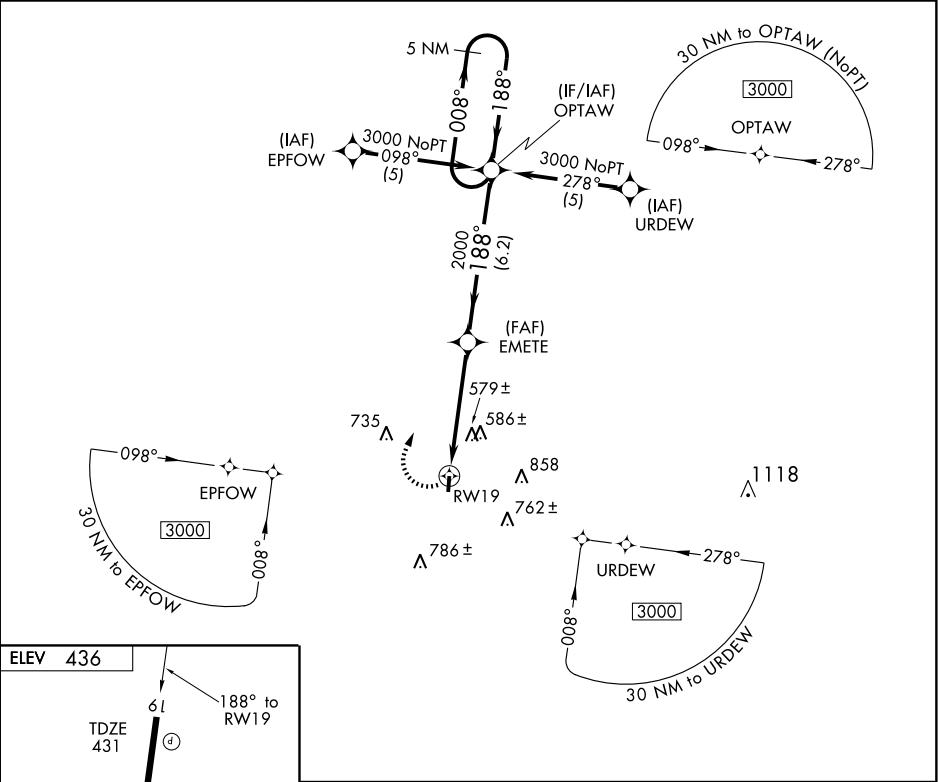 5 NM
008°
188°
(IF/IAF)
OPTAW
30 NM to OPTAW (NoPT)
3000
OPTAW
098°
278°
(IAF)
EPFOW
3000 NoPT
098°
(5)
3000 NoPT
278°
(5)
(IAF)
URDEW
2000
188°
(6.2)
(FAF)
EMETE
579±
586±
735
858
1118
RW19
762±
786±
098°
EPFOW
3000
008°
30 NM to EPFOW
278°
URDEW
3000
008°
30 NM to URDEW
ELEV 436
188° to
RW19
19
TDZE
431
P